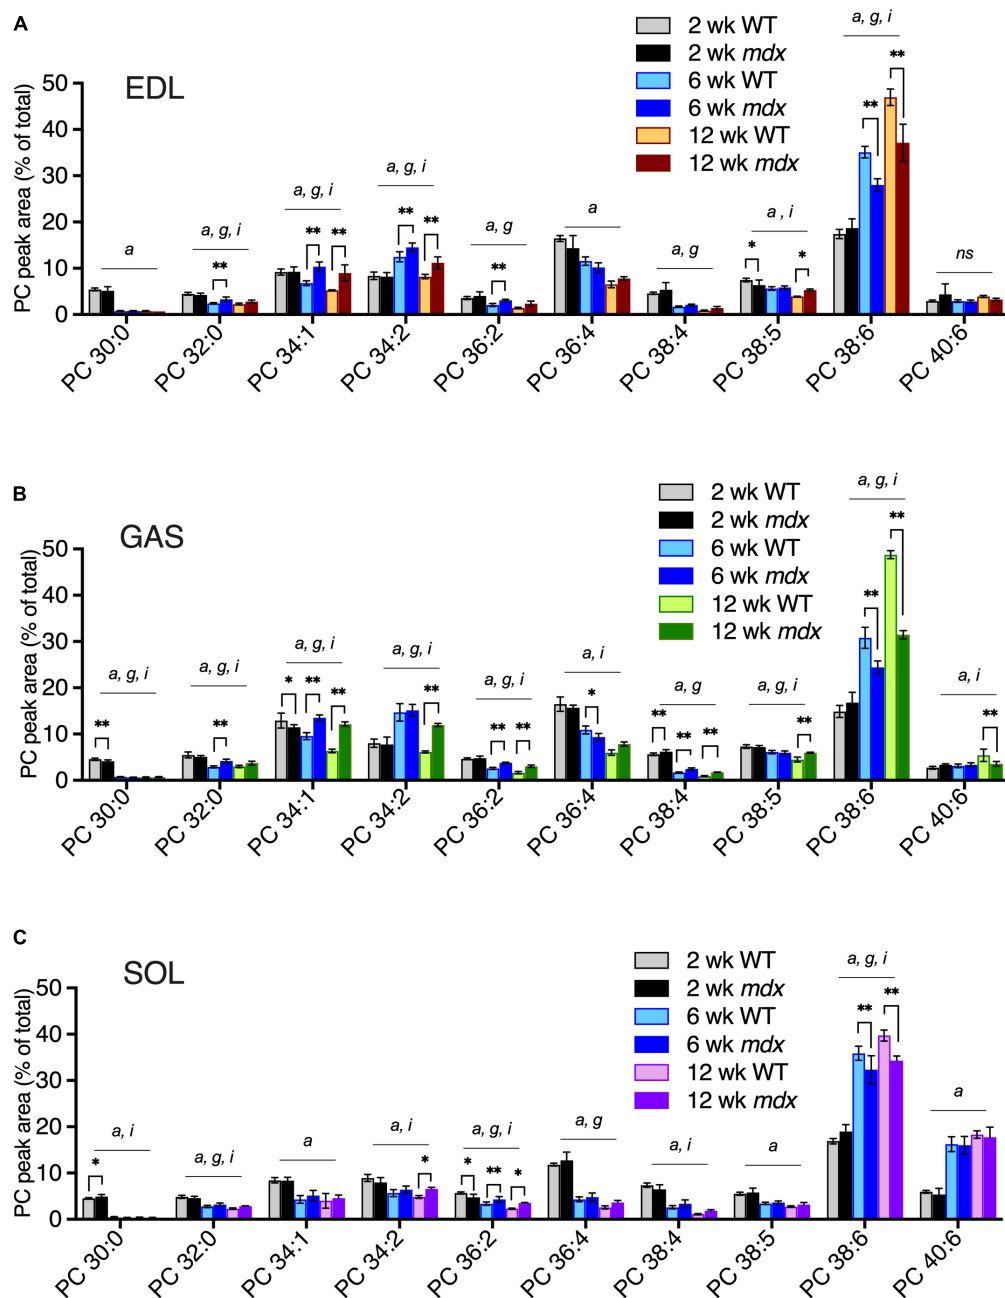 A
EDL
2 wk WT
2 wk mdx
6 wk WT
6 wk mdx
12 wk WT
12 wk mdx
PC peak area (% of total)
50
40
30
20
10
0
a
a, g, i
**
a, g, i
** **
a, g, i
** **
a, g
**
a
a, g
a , i
* *
a, g, i
** **
ns
PC 30:0
PC 32:0
PC 34:1
PC 34:2
PC 36:2
PC 36:4
PC 38:4
PC 38:5
PC 38:6
PC 40:6
B
GAS
2 wk WT
2 wk mdx
6 wk WT
6 wk mdx
12 wk WT
12 wk mdx
PC peak area (% of total)
50
40
30
20
10
0
a, g, i
**
a, g, i
**
a, g, i
* ** **
a, g, i
**
a, g, i
** **
a, i
*
a, g
** ** **
a, g, i
**
a, g, i
** **
a, i
**
PC 30:0
PC 32:0
PC 34:1
PC 34:2
PC 36:2
PC 36:4
PC 38:4
PC 38:5
PC 38:6
PC 40:6
C
SOL
2 wk WT
2 wk mdx
6 wk WT
6 wk mdx
12 wk WT
12 wk mdx
PC peak area (% of total)
50
40
30
20
10
0
a, i
*
a, g, i
a
a, i
*
a, g, i
* ** *
a, g
a, i
a
a, g, i
** **
a
PC 30:0
PC 32:0
PC 34:1
PC 34:2
PC 36:2
PC 36:4
PC 38:4
PC 38:5
PC 38:6
PC 40:6